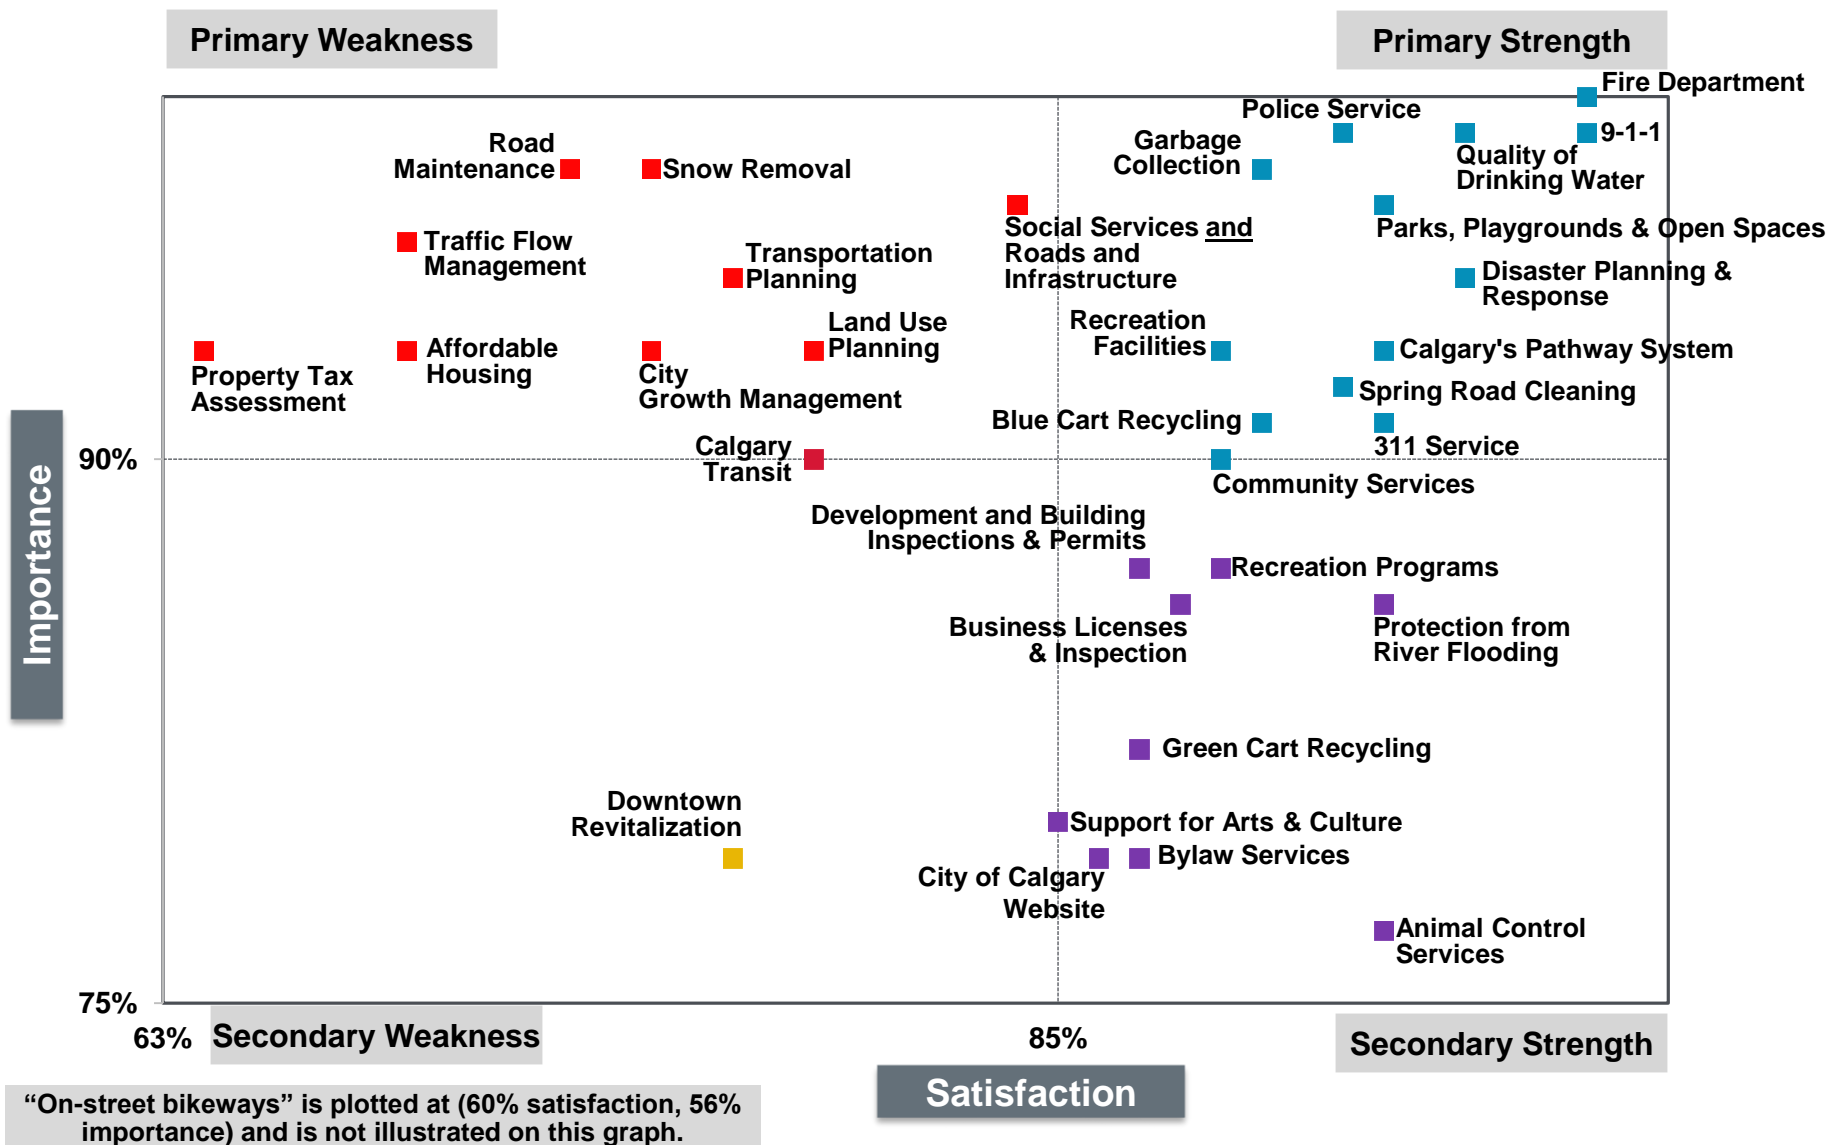 Primary Weakness
Primary Strength
Fire Department
Police Service
9-1-1
Garbage
Collection
Road
Maintenance
Snow Removal
Quality of
Drinking Water
Social Services and
Roads and
Infrastructure
Parks, Playgrounds & Open Spaces
Traffic Flow
Management
Transportation
Planning
Disaster Planning &
Response
Land Use
Planning
Recreation
Facilities
Calgary's Pathway System
Affordable
Housing
Property Tax
Assessment
City
Growth Management
Spring Road Cleaning
Blue Cart Recycling
311 Service
90%
Calgary
Transit
Community Services
Importance
Development and Building
Inspections & Permits
Recreation Programs
Business Licenses
& Inspection
Protection from
River Flooding
Green Cart Recycling
Downtown
Revitalization
Support for Arts & Culture
Bylaw Services
City of Calgary
Website
Animal Control
Services
75%
63%
Secondary Weakness
85%
Secondary Strength
Satisfaction
“On-street bikeways” is plotted at (60% satisfaction, 56%
importance) and is not illustrated on this graph.